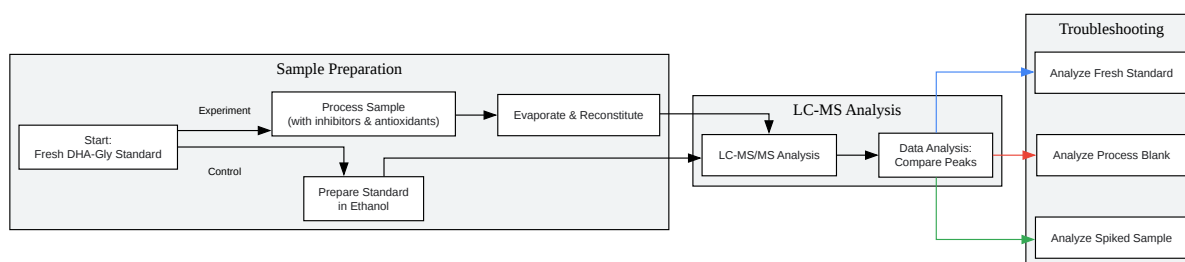 Troubleshooting
Sample Preparation
Analyze Fresh Standard
Experiment
Process Sample
(with inhibitors & antioxidants)
Evaporate & Reconstitute
LC-MS Analysis
Start:
Fresh DHA-Gly Standard
LC-MS/MS Analysis
Data Analysis:
Compare Peaks
Analyze Process Blank
Control
Prepare Standard
in Ethanol
Analyze Spiked Sample